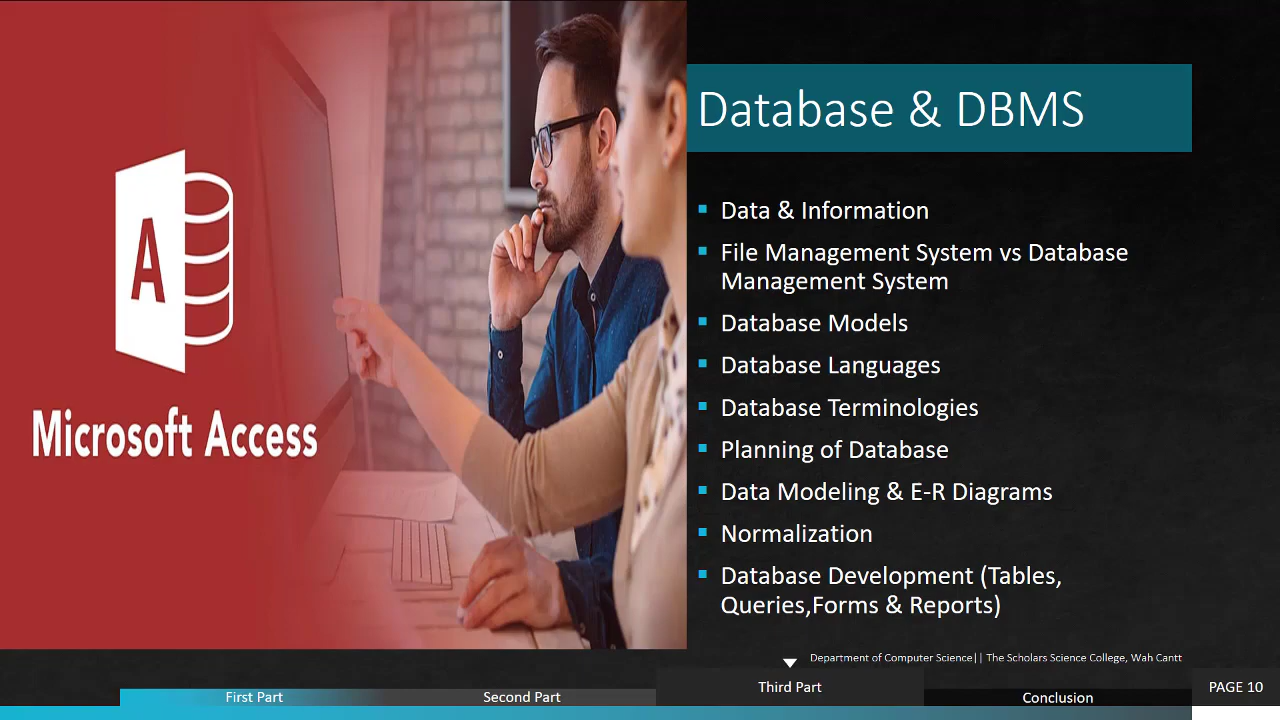 A
Microsoft Access
Database & DBMS
Data & Information
File Management System vs Database
Management System
Database Models
Database Languages
Database Terminologies
Planning of Database
Data Modeling & E-R Diagrams
Normalization
Database Development (Tables,
Queries,Forms & Reports)
Department of Computer Science|| The Scholars Science College, Wah Cantt
First Part
Second Part
Third Part
Conclusion
PAGE 10